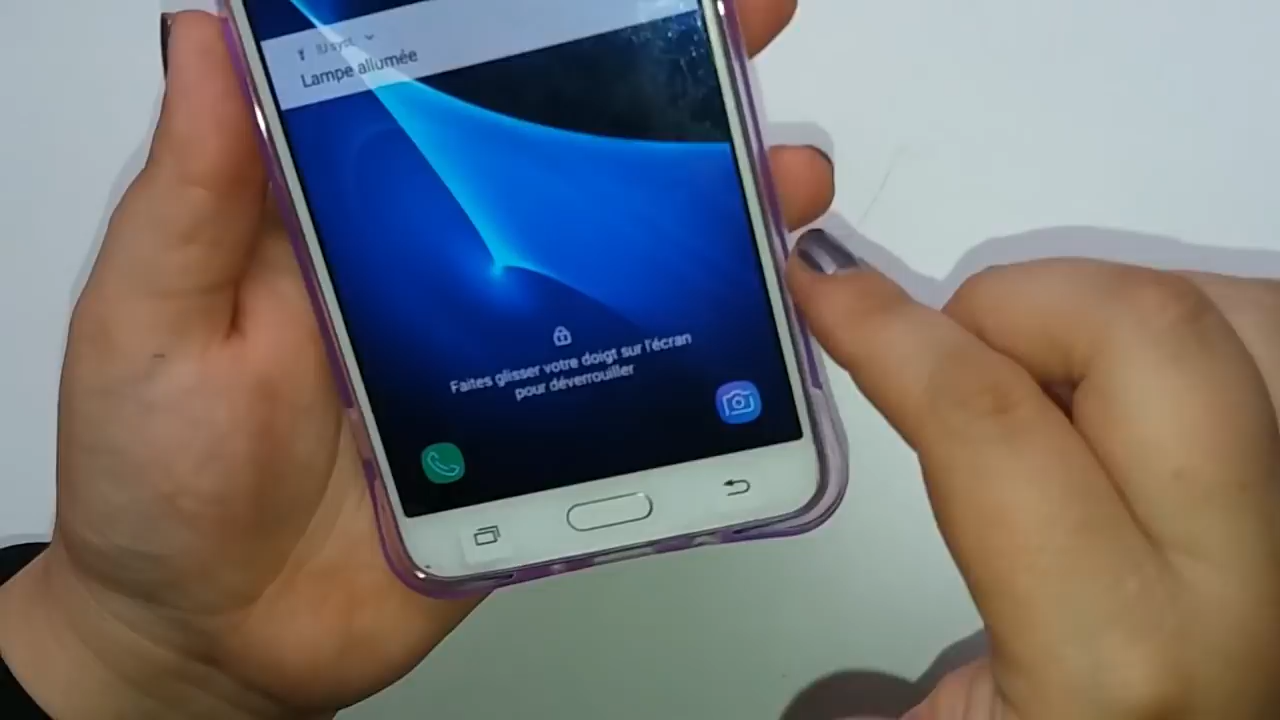 Lampe allumée
Faites glisser votre doigt sur l'écran
pour déverrouiller